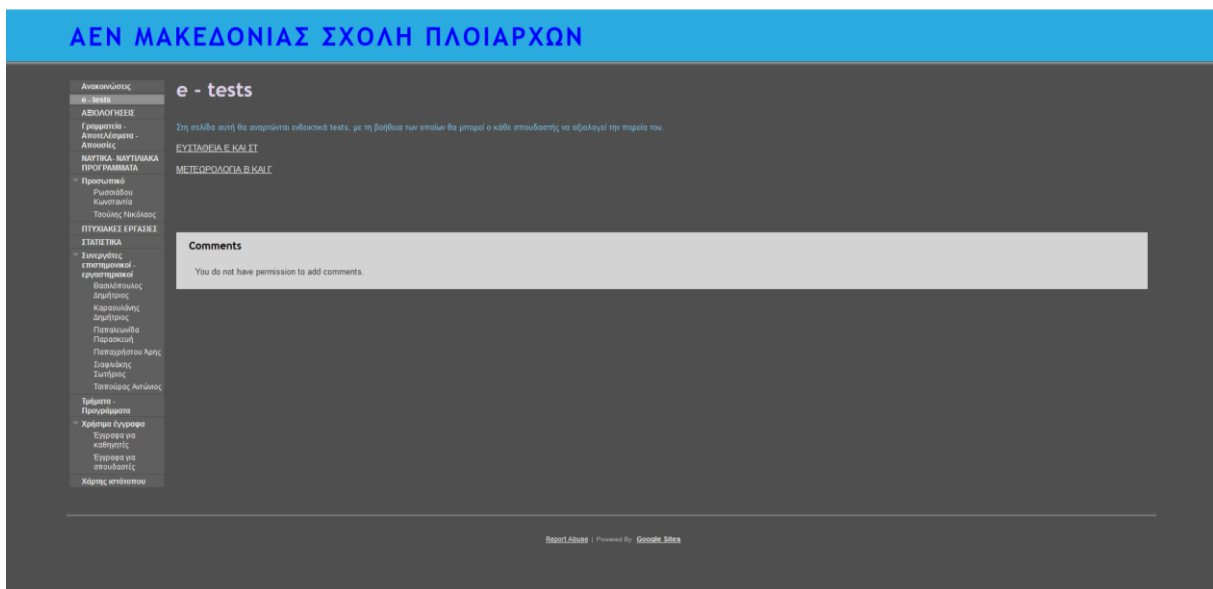 ΑΕΝ ΜΑΚΕΔΟΝΙΑΣ ΣΧΟΛΗ ΠΛΟΙΑΡΧΩΝ
Ανακοινώσεις
e - tests
ΑΞΙΟΛΟΓΗΣΕΙΣ
Γραμματεία -
Αποτελέσματα -
Απουσίες
ΝΑΥΤΙΚΑ- ΝΑΥΤΙΛΙΑΚΑ
ΠΡΟΓΡΑΜΜΑΤΑ
Προσωπικό
Ρωσσιάδου
Κωνσταντία
Τσούλης Νικόλαος
ΠΤΥΧΙΑΚΕΣ ΕΡΓΑΣΙΕΣ
ΣΤΑΤΙΣΤΙΚΑ
Συνεργάτες
επιστημονικοί -
εργαστηριακοί
Βασιλόπουλος
Δημήτριος
Καραουλάνης
Δημήτριος
Παπαλεωνίδα
Παρασκευή
Παπαχρήστου Άρης
Σιαφλιάκης
Σωτήριος
Τσιπούρας Αντώνιος
Τμήματα -
Προγράμματα
Χρήσιμα έγγραφα
Έγγραφα για
καθηγητές
Έγγραφα για
σπουδαστές
Χάρτης ιστότοπου
e - tests
Στη σελίδα αυτή θα αναρτώνται ενδεικτικά tests, με τη βοήθεια των οποίων θα μπορεί ο κάθε σπουδαστής να αξιολογεί την πορεία του.
ΕΥΣΤΑΘΕΙΑ Ε ΚΑΙ ΣΤ
ΜΕΤΕΩΡΟΛΟΓΙΑ Β ΚΑΙ Γ
Comments
You do not have permission to add comments.
Report Abuse | Powered By Google Sites